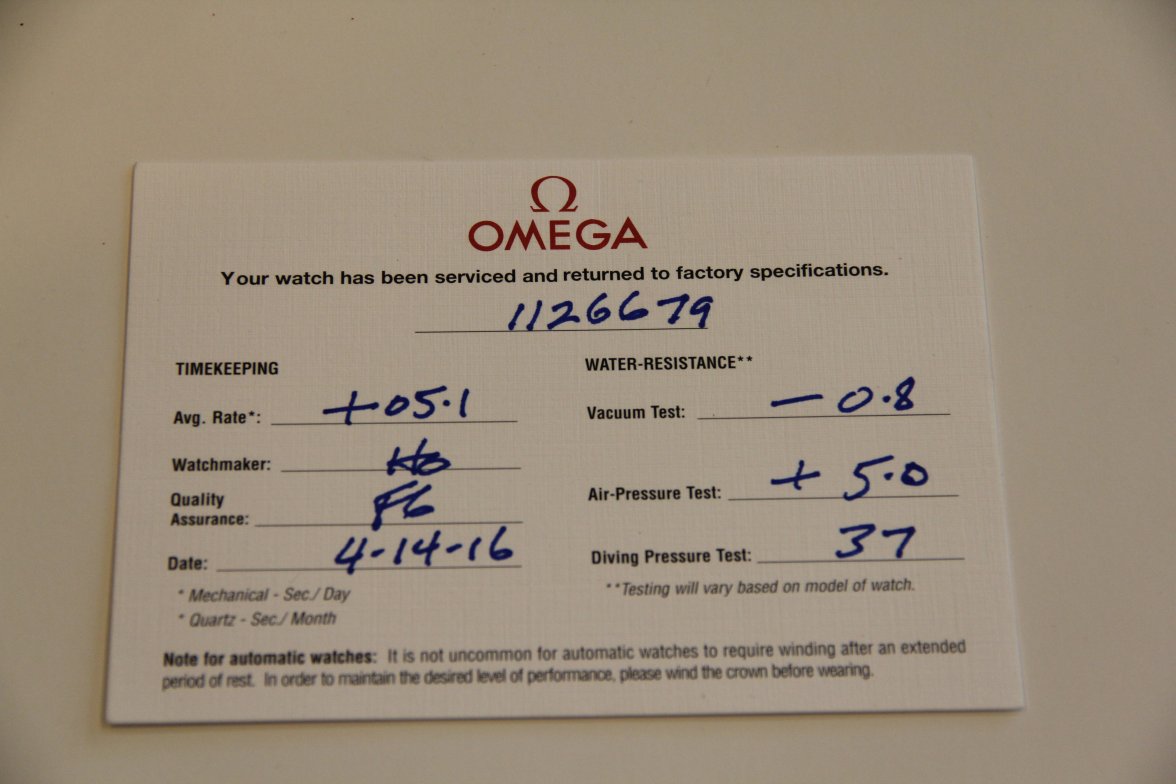 Ω
OMEGA
Your watch has been serviced and returned to factory specifications.
1126679
TIMEKEEPING
Avg. Rate*: +05.1
Watchmaker: Ho
Quality
Assurance: FG
Date: 4-14-16
* Mechanical - Sec./ Day
* Quartz - Sec./ Month
WATER-RESISTANCE**
Vacuum Test: - 0.8
Air-Pressure Test: + 5.0
Diving Pressure Test: 37
**Testing will vary based on model of watch.
Note for automatic watches: It is not uncommon for automatic watches to require winding after an extended
period of rest. In order to maintain the desired level of performance, please wind the crown before wearing.